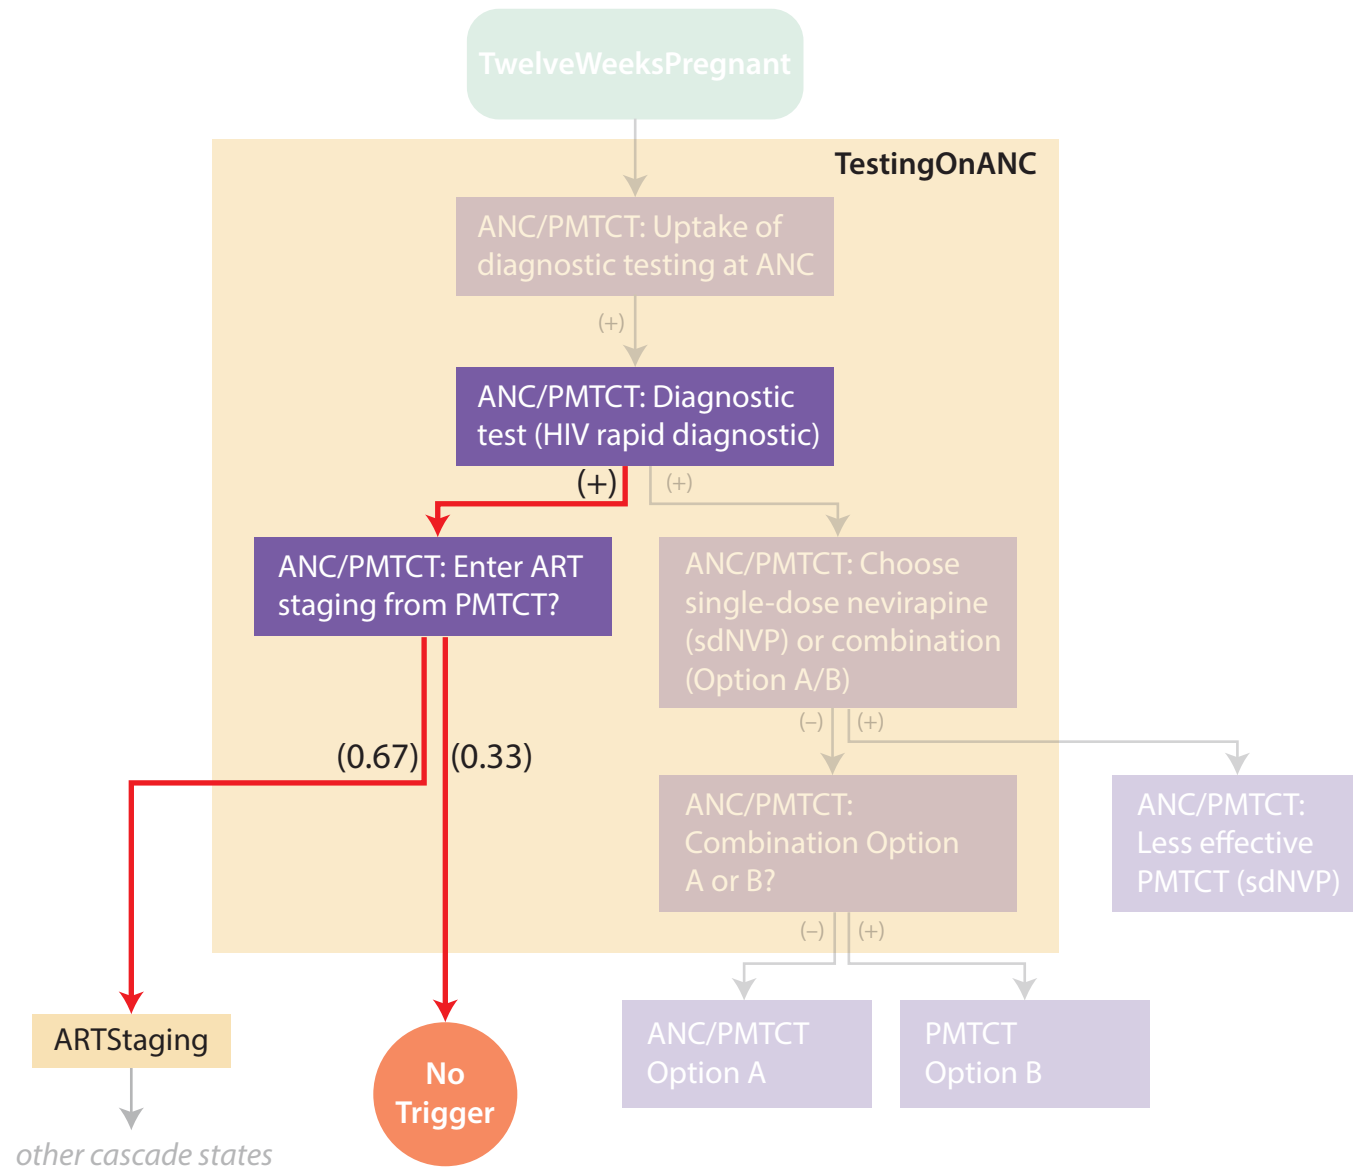 TwelveWeeksPregnant
TestingOnANC
ANC/PMTCT: Uptake of
diagnostic testing at ANC
(+)
ANC/PMTCT: Diagnostic
test (HIV rapid diagnostic)
(+)
(+)
ANC/PMTCT: Enter ART
staging from PMTCT?
ANC/PMTCT: Choose
single-dose nevirapine
(sdNVP) or combination
(Option A/B)
(0.67)
(0.33)
(–)
(+)
ANC/PMTCT:
Combination Option
A or B?
ANC/PMTCT:
Less effective
PMTCT (sdNVP)
(–)
(+)
ARTStaging
No
Trigger
ANC/PMTCT
Option A
PMTCT
Option B
other cascade states